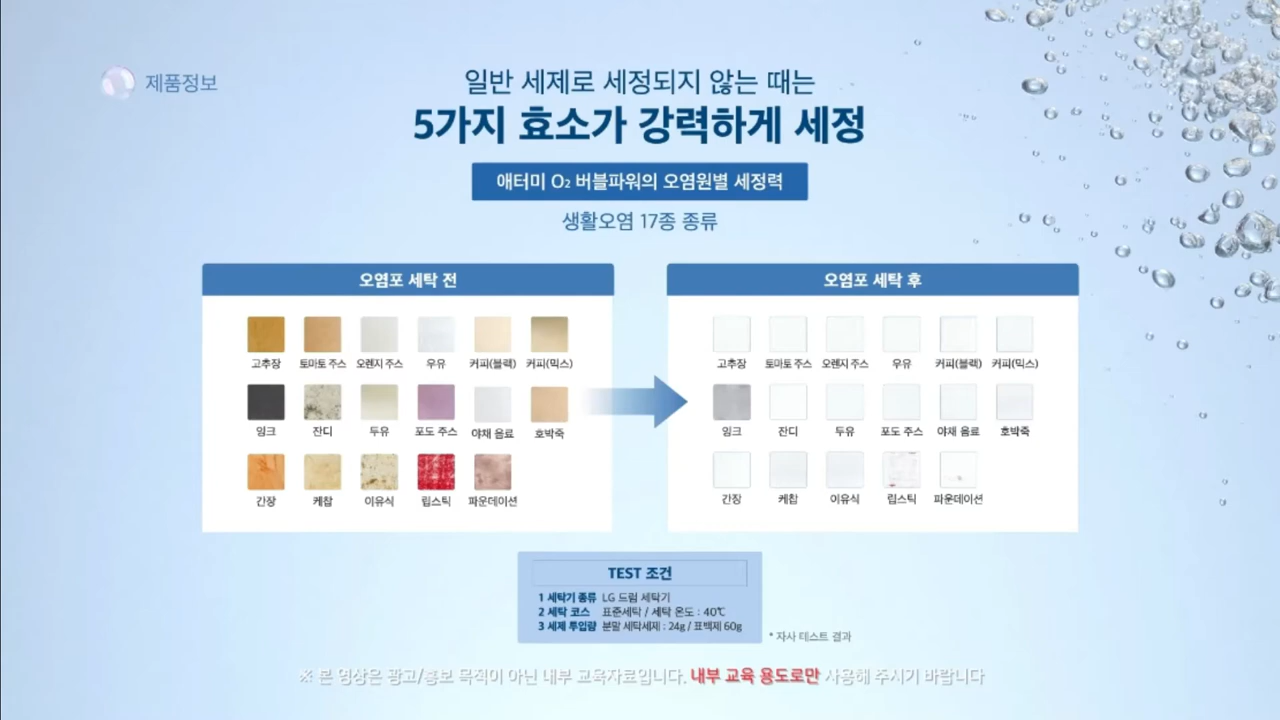 제품정보
일반 세제로 세정되지 않는 때는
5가지 효소가 강력하게 세정
애터미 O₂ 버블파워의 오염원별 세정력
생활오염 17종 종류
오염포 세탁 전
고추장 토마토 주스 오렌지 주스 우유 커피(블랙) 커피(믹스)
잉크 잔디 두유 포도 주스 야채 음료 호박죽
간장 케찹 이유식 립스틱 파운데이션
오염포 세탁 후
고추장 토마토 주스 오렌지 주스 우유 커피(블랙) 커피(믹스)
잉크 잔디 두유 포도 주스 야채 음료 호박죽
간장 케찹 이유식 립스틱 파운데이션
TEST 조건
1 세탁기 종류 LG 드럼 세탁기
2 세탁 코스 표준세탁 / 세탁 온도 : 40℃
3 세제 투입량 분말 세탁세제 : 24g / 표백제 60g
* 자사 테스트 결과
※ 본 영상은 광고/홍보 목적이 아닌 내부 교육자료입니다. 내부 교육 용도로만 사용해 주시기 바랍니다